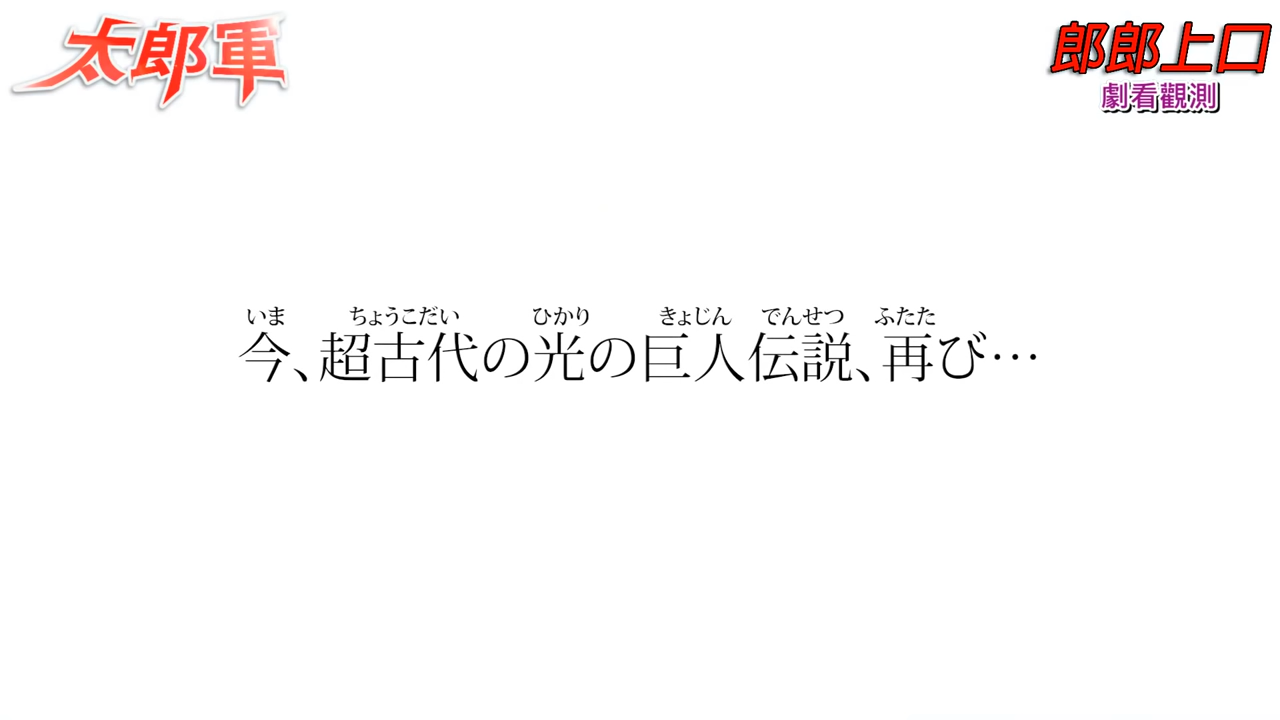 太郎軍
郎郎上口
劇看觀測
いま ちょうこだい ひかり きょじん でんせつ ふたた
今、超古代の光の巨人伝説、再び…